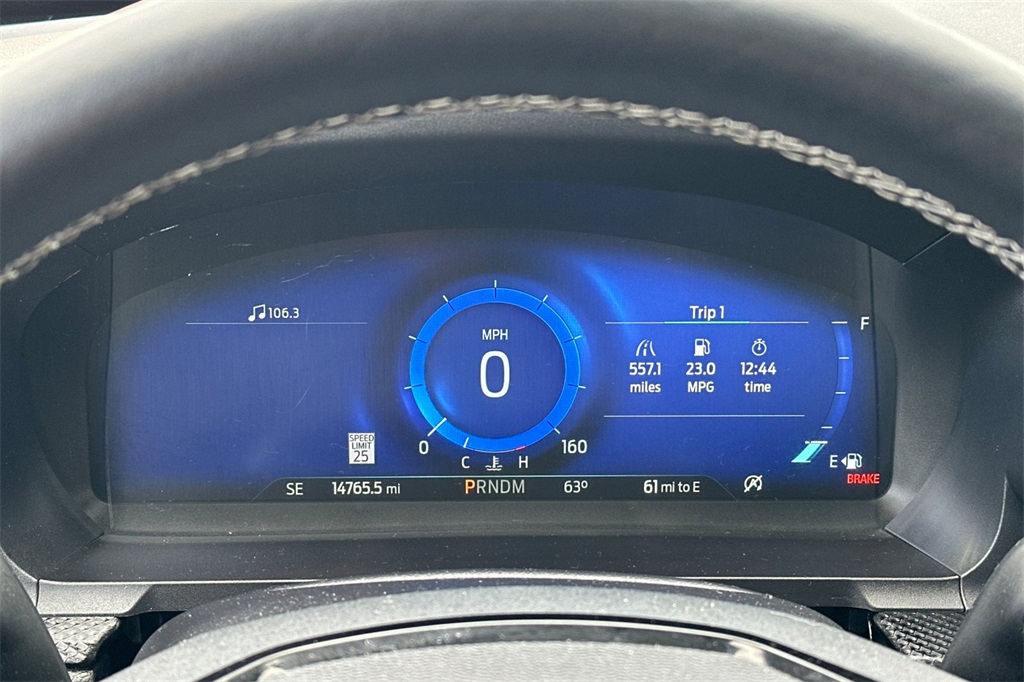 106.3
Trip 1
F
MPH
0
557.1 23.0 12:44
miles MPG time
SPEED
LIMIT
25
0 160
C H
E
BRAKE
SE 14765.5 mi PRNDM 63º 61 mi to E